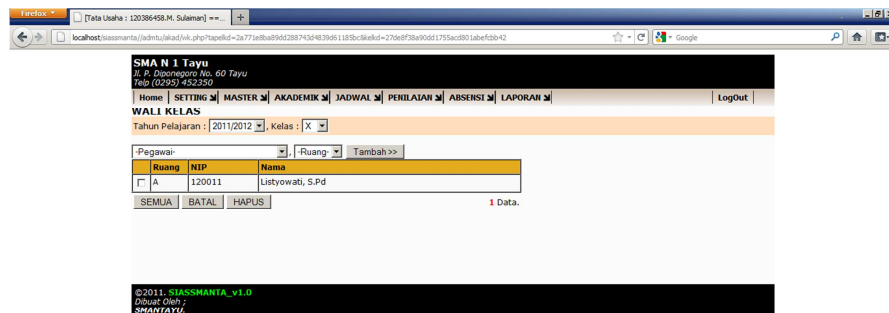 Firefox
[Tata Usaha : 120386458.M. Sulaiman] ==...
localhost/siassmanta//admtu/akad/wk.php?tapelkd=2a771e8ba89dd288743d4839d61185bc&kelkd=27de8f38a90dd1755acd801abefcbb42
Google
SMA N 1 Tayu
Jl. P. Diponegoro No. 60 Tayu
Telp (0295) 452350
Home SETTING MASTER AKADEMIK JADWAL PENILAIAN ABSENSI LAPORAN LogOut
WALI KELAS
Tahun Pelajaran : 2011/2012 , Kelas : X
-Pegawai- , -Ruang- Tambah >>
Ruang NIP Nama
A 120011 Listyowati, S.Pd
SEMUA BATAL HAPUS 1 Data.
©2011. SIASSMANTA_v1.0
Dibuat Oleh ;
SMANTAYU.